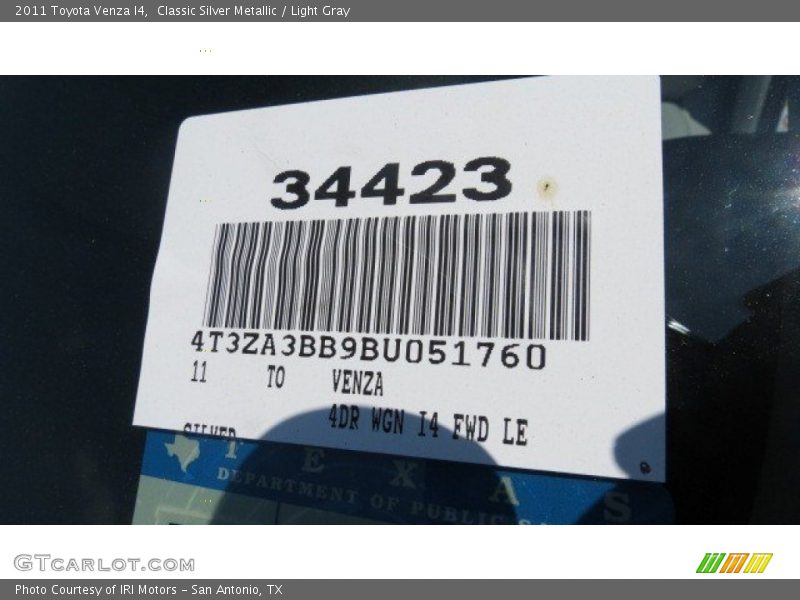 2011 Toyota Venza I4,  Classic Silver Metallic / Light Gray
34423
4T3ZA3BB9BU051760
11 TO VENZA
4DR WGN I4 FWD LE
SILVER
TEXAS
DEPARTMENT OF PUBLIC
GTCARLOT.COM
Photo Courtesy of IRI Motors – San Antonio, TX